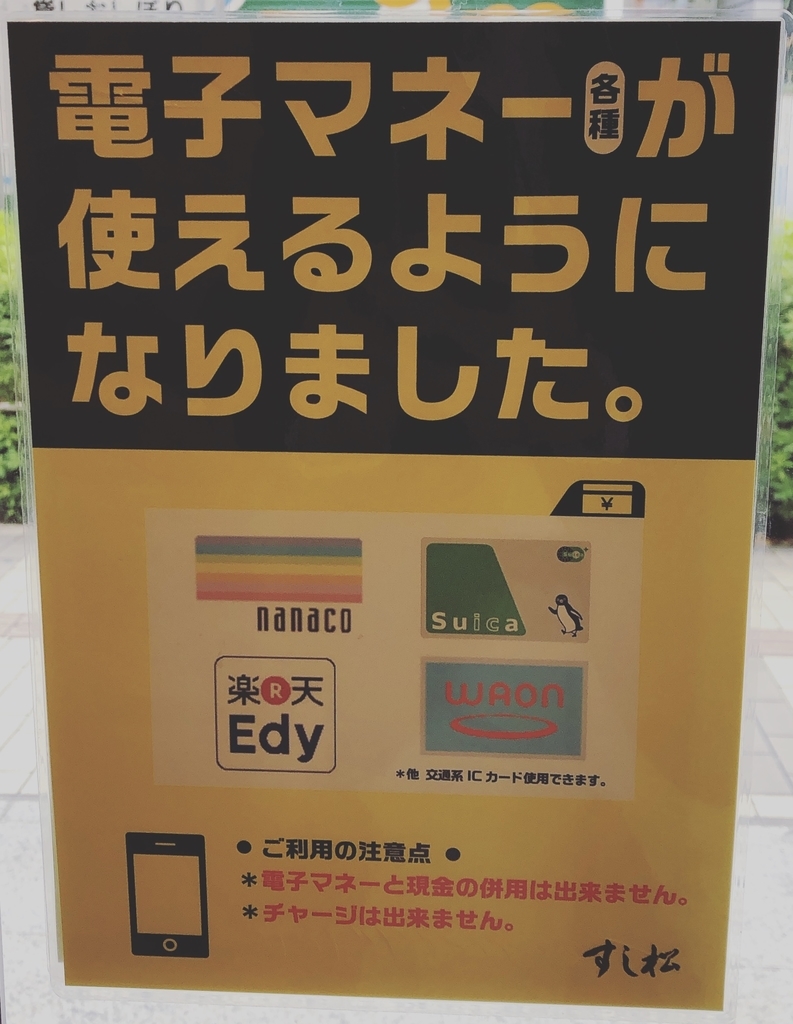 電子マネー各種が
使えるように
なりました。
nanaco
Suica
楽R天
Edy
WAON
*他 交通系ICカード使用できます。
● ご利用の注意点 ●
*電子マネーと現金の併用は出来ません。
*チャージは出来ません。
すし松